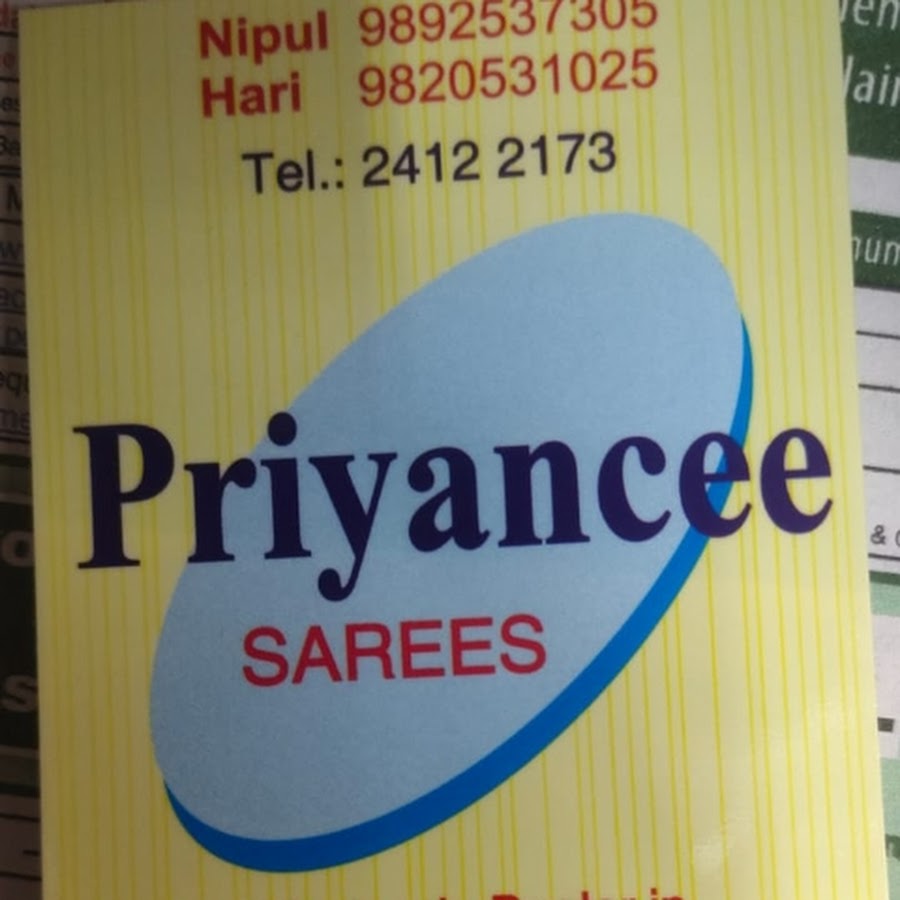 Nipul 9892537305
Hari 9820531025
Tel.: 2412 2173
Priyancee
SAREES